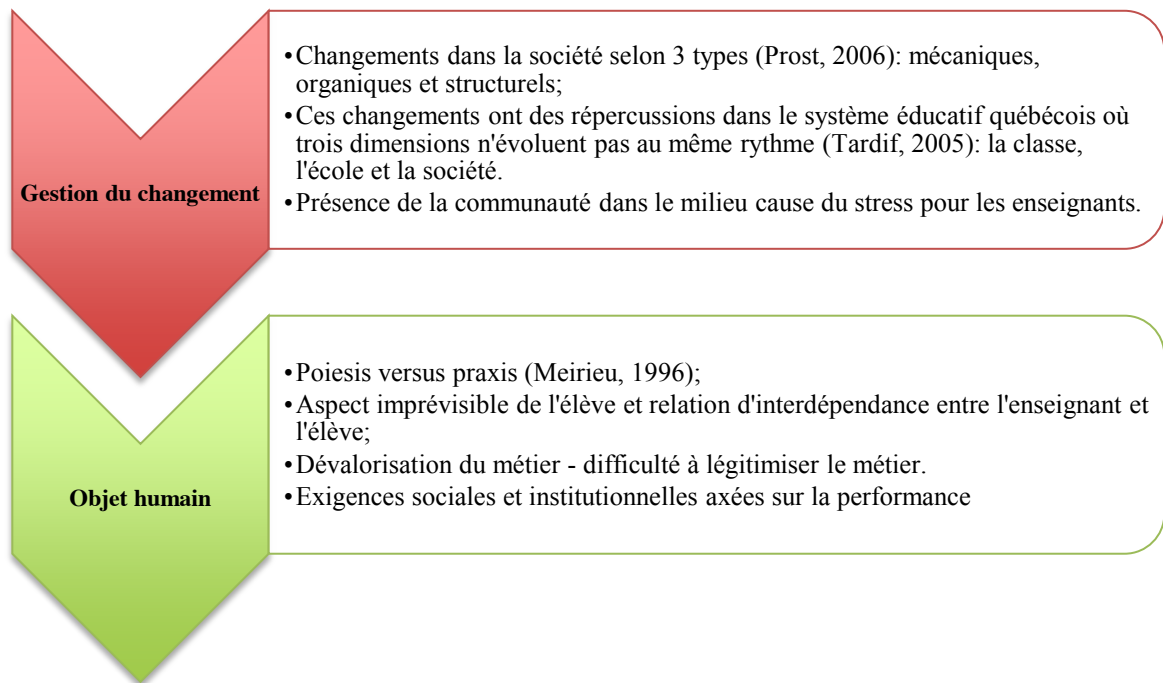 Gestion du changement
•Changements dans la société selon 3 types (Prost, 2006): mécaniques,
organiques et structurels;
•Ces changements ont des répercussions dans le système éducatif québécois où
trois dimensions n'évoluent pas au même rythme (Tardif, 2005): la classe,
l'école et la société.
•Présence de la communauté dans le milieu cause du stress pour les enseignants.
Objet humain
•Poiesis versus praxis (Meirieu, 1996);
•Aspect imprévisible de l'élève et relation d'interdépendance entre l'enseignant et
l'élève;
•Dévalorisation du métier - difficulté à légitimiser le métier.
•Exigences sociales et institutionnelles axées sur la performance